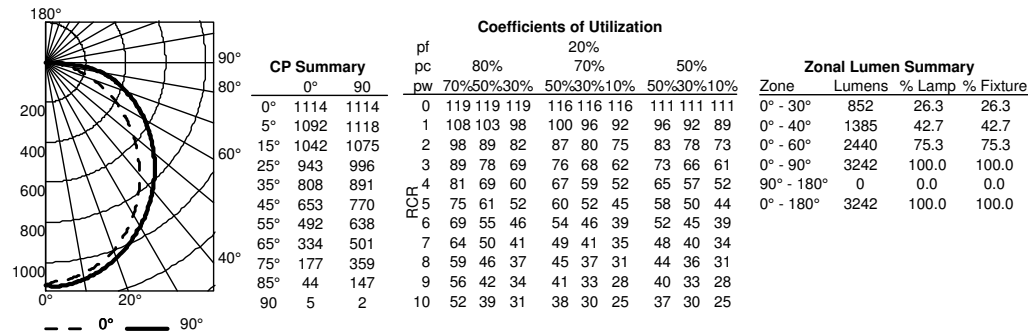 180°
90°
80°
200
400
60°
600
800
40°
1000
0° 20°
0° 90°
CP Summary
0° 90
0° 1114 1114
5° 1092 1118
15° 1042 1075
25° 943 996
35° 808 891
45° 653 770
55° 492 638
65° 334 501
75° 177 359
85° 44 147
90 5 2
Coefficients of Utilization
pf 20%
pc 80% 70% 50%
pw 70%50%30% 50%30%10% 50%30%10%
RCR
0 119 119 119 116 116 116 111 111 111
1 108 103 98 100 96 92 96 92 89
2 98 89 82 87 80 75 83 78 73
3 89 78 69 76 68 62 73 66 61
4 81 69 60 67 59 52 65 57 52
5 75 61 52 60 52 45 58 50 44
6 69 55 46 54 46 39 52 45 39
7 64 50 41 49 41 35 48 40 34
8 59 46 37 45 37 31 44 36 31
9 56 42 34 41 33 28 40 33 28
10 52 39 31 38 30 25 37 30 25
Zonal Lumen Summary
Zone Lumens % Lamp % Fixture
0° - 30° 852 26.3 26.3
0° - 40° 1385 42.7 42.7
0° - 60° 2440 75.3 75.3
0° - 90° 3242 100.0 100.0
90° - 180° 0 0.0 0.0
0° - 180° 3242 100.0 100.0